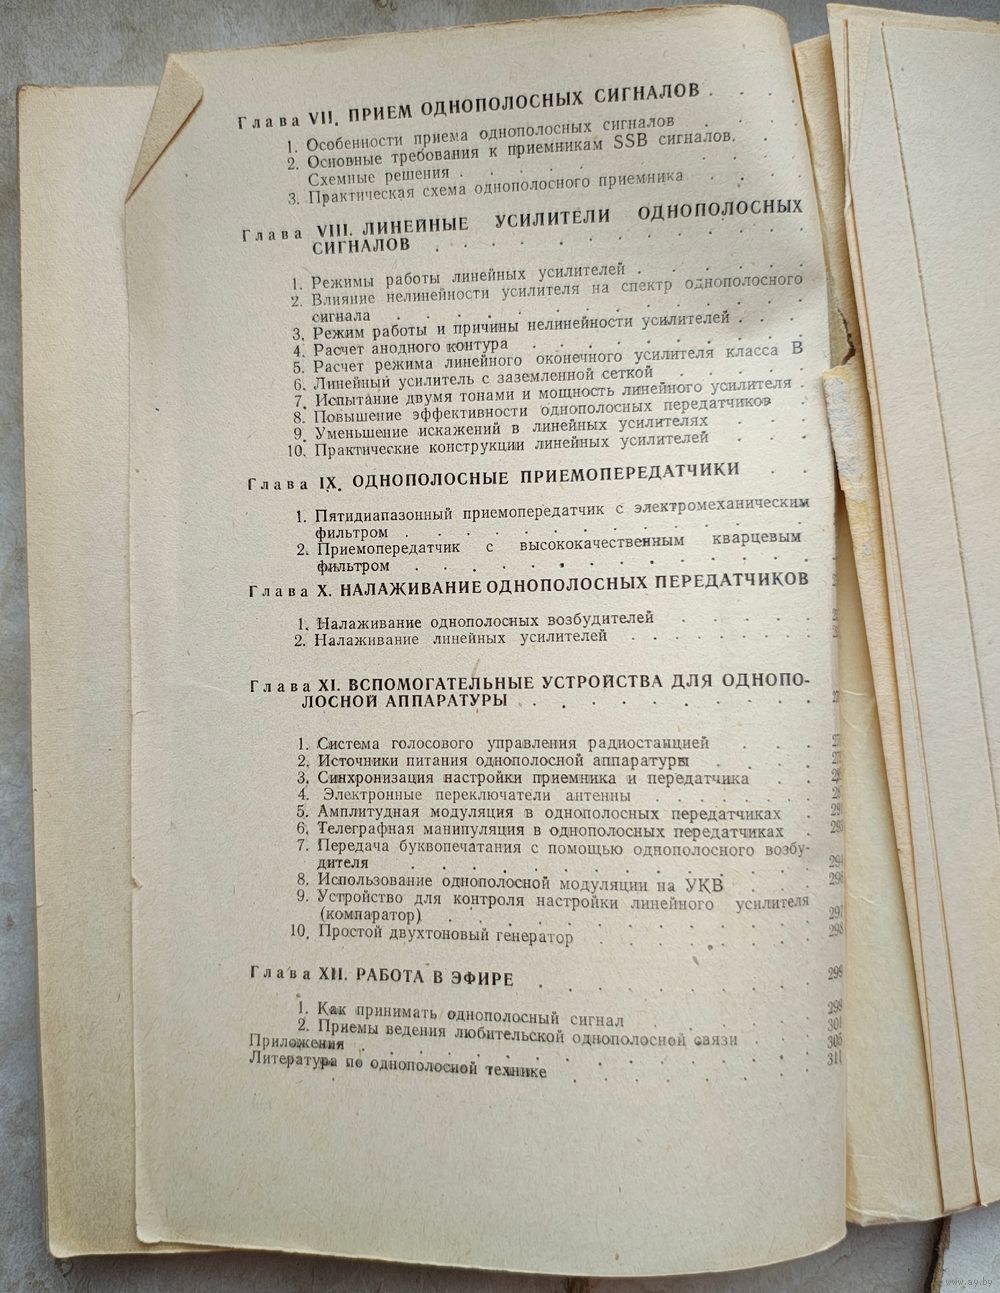 Глава VII. ПРИЕМ ОДНОПОЛОСНЫХ СИГНАЛОВ . . . .
1. Особенности приема однополосных сигналов . . . .
2. Основные требования к приемникам SSB сигналов.
Схемные решения . . . . . . . .
3. Практическая схема однополосного приемника . . . .
Глава VIII. ЛИНЕЙНЫЕ УСИЛИТЕЛИ ОДНОПОЛОСНЫХ
СИГНАЛОВ . . . . . . . . . .
1. Режимы работы линейных усилителей . . . . . .
2. Влияние нелинейности усилителя на спектр однополосного
сигнала . . . . . . . . . . .
3. Режим работы и причины нелинейности усилителей . . .
4. Расчет анодного контура . . . . . . . .
5. Расчет режима линейного оконечного усилителя класса В
6. Линейный усилитель с заземленной сеткой . . . . .
7. Испытание двумя тонами и мощность линейного усилителя .
8. Повышение эффективности однополосных передатчиков .
9. Уменьшение искажений в линейных усилителях . . .
10. Практические конструкции линейных усилителей . . .
Глава IX. ОДНОПОЛОСНЫЕ ПРИЕМОПЕРЕДАТЧИКИ . .
1. Пятидиапазонный приемопередатчик с электромеханическим
фильтром . . . . . . . . . . .
2. Приемопередатчик с высококачественным кварцевым
фильтром . . . . . . . . . .
Глава X. НАЛАЖИВАНИЕ ОДНОПОЛОСНЫХ ПЕРЕДАТЧИКОВ
1. Налаживание однополосных возбудителей . . . . .
2. Налаживание линейных усилителей . . . . . . .
Глава XI. ВСПОМОГАТЕЛЬНЫЕ УСТРОЙСТВА ДЛЯ ОДНОПО-
ЛОСНОЙ АППАРАТУРЫ . . . . . . . . .
1. Система голосового управления радиостанцией . . .
2. Источники питания однополосной аппаратуры . . . .
3. Синхронизация настройки приемника и передатчика . .
4. Электронные переключатели антенны . . . . . .
5. Амплитудная модуляция в однополосных передатчиках .
6. Телеграфная манипуляция в однополосных передатчиках .
7. Передача буквопечатания с помощью однополосного возбу-
дителя . . . . . . . . . . . 294
8. Использование однополосной модуляции на УКВ . . .
9. Устройство для контроля настройки линейного усилителя
(компаратор) . . . . . . . . . . 297
10. Простой двухтоновый генератор . . . . . . 298
Глава XII. РАБОТА В ЭФИРЕ . . . . . . . . 299
1. Как принимать однополосный сигнал . . . . . 299
2. Приемы ведения любительской однополосной связи . . . 301
Приложения . . . . . . . . . . . .
Литература по однополосной технике . . . . . . . 311
www.ay.by